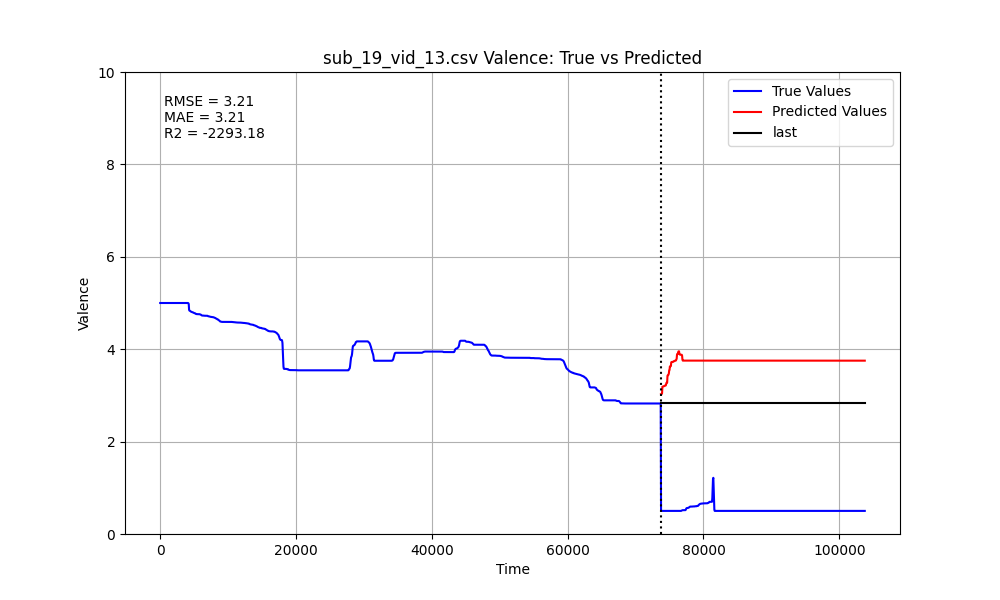 sub_19_vid_13.csv Valence: True vs Predicted
10
8
6
4
2
0
Valence
RMSE = 3.21
MAE = 3.21
R2 = -2293.18
True Values
Predicted Values
last
0
20000
40000
60000
80000
100000
Time